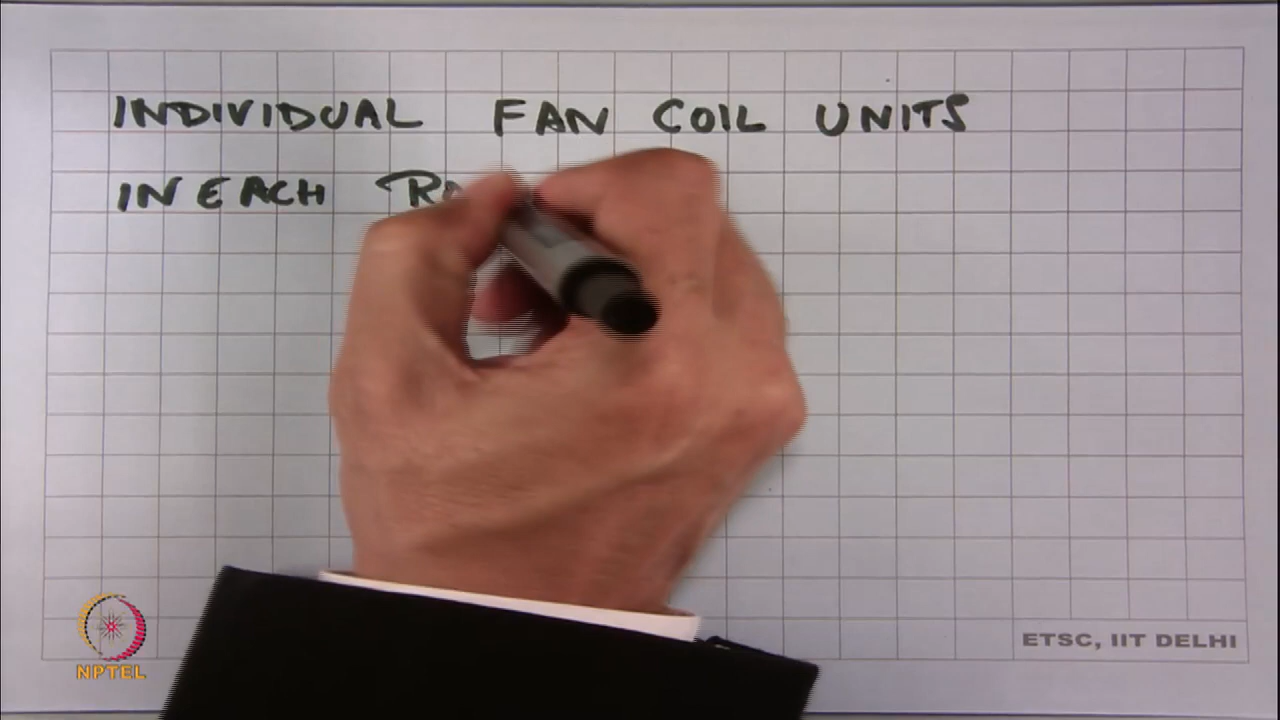 INDIVIDUAL FAN COIL UNITS
IN EACH
NPTEL
ETSC, IIT DELHI